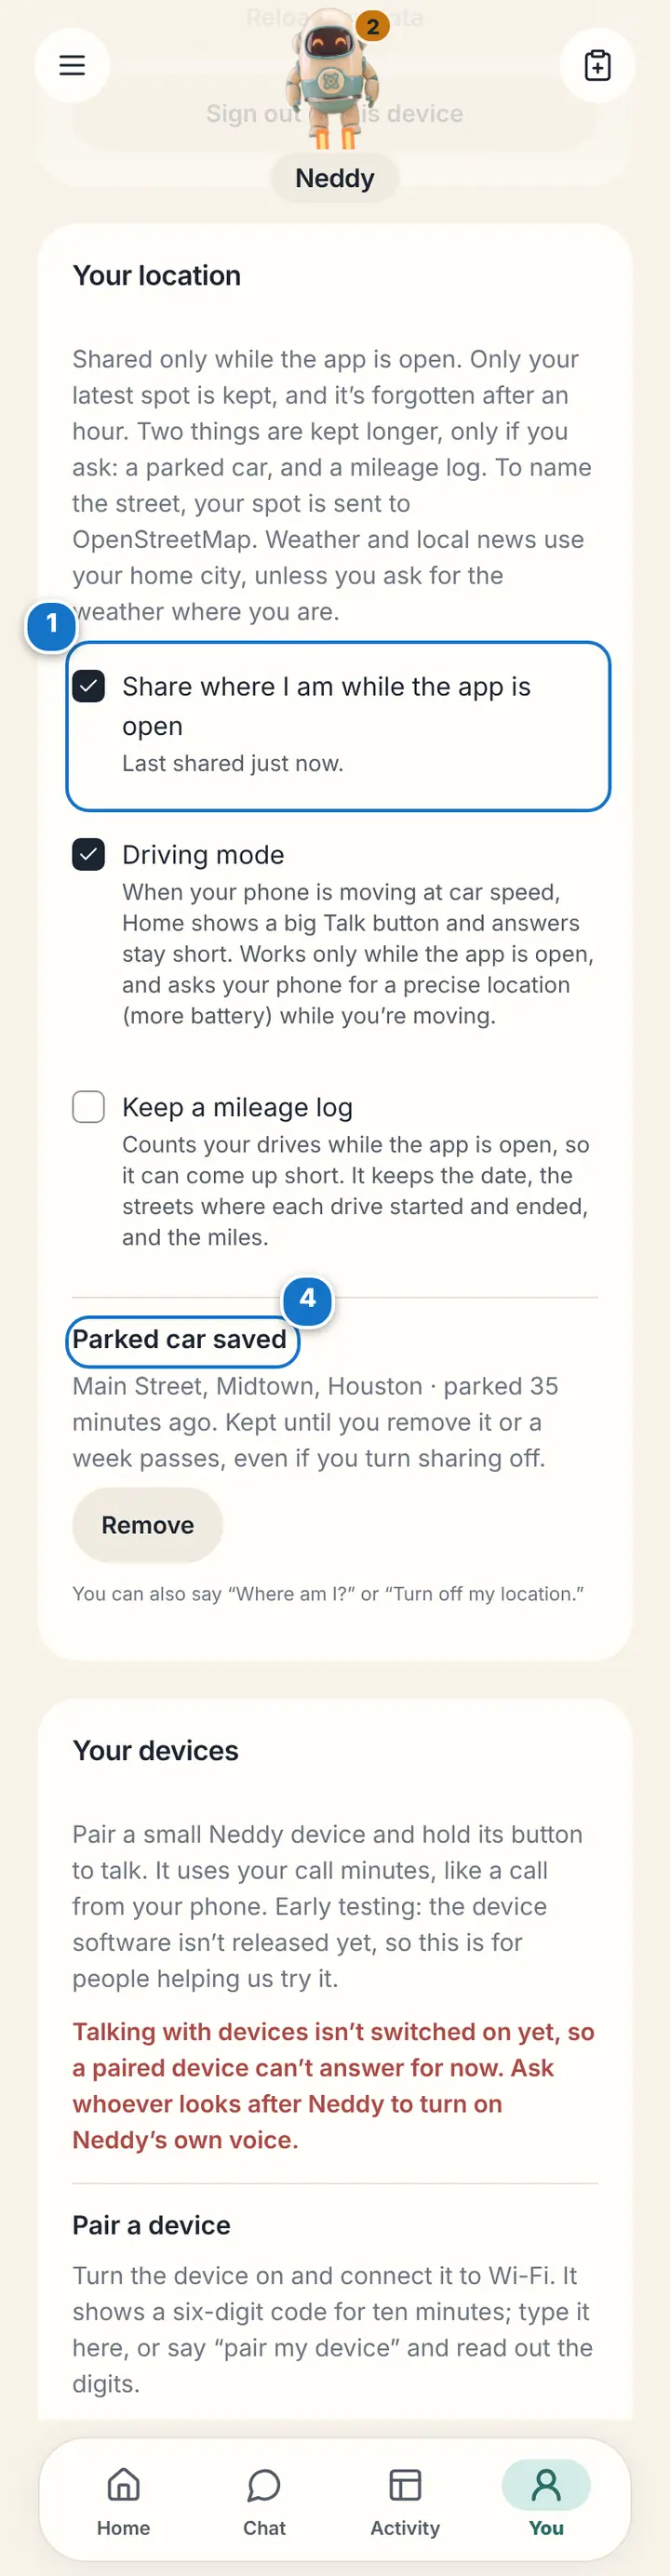 2
Sign out
is device
Neddy
Your location
Shared only while the app is open. Only your
latest spot is kept, and it’s forgotten after an
hour. Two things are kept longer, only if you
ask: a parked car, and a mileage log. To name
the street, your spot is sent to
OpenStreetMap. Weather and local news use
your home city, unless you ask for the
weather where you are.
1
Share where I am while the app is
open
Last shared just now.
Driving mode
When your phone is moving at car speed,
Home shows a big Talk button and answers
stay short. Works only while the app is open,
and asks your phone for a precise location
(more battery) while you’re moving.
Keep a mileage log
Counts your drives while the app is open, so
it can come up short. It keeps the date, the
streets where each drive started and ended,
and the miles.
4
Parked car saved
Main Street, Midtown, Houston · parked 35
minutes ago. Kept until you remove it or a
week passes, even if you turn sharing off.
Remove
You can also say “Where am I?” or “Turn off my location.”
Your devices
Pair a small Neddy device and hold its button
to talk. It uses your call minutes, like a call
from your phone. Early testing: the device
software isn’t released yet, so this is for
people helping us try it.
Talking with devices isn’t switched on yet, so
a paired device can’t answer for now. Ask
whoever looks after Neddy to turn on
Neddy’s own voice.
Pair a device
Turn the device on and connect it to Wi-Fi. It
shows a six-digit code for ten minutes; type it
here, or say “pair my device” and read out the
digits.
Home
Chat
Activity
You